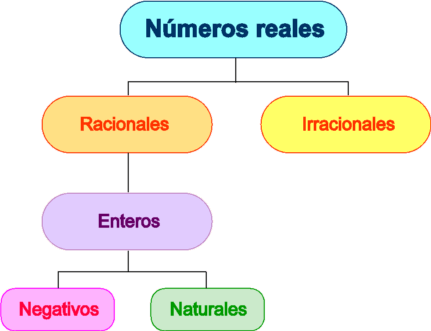 Números reales
Racionales
Irracionales
Enteros
Negativos
Naturales